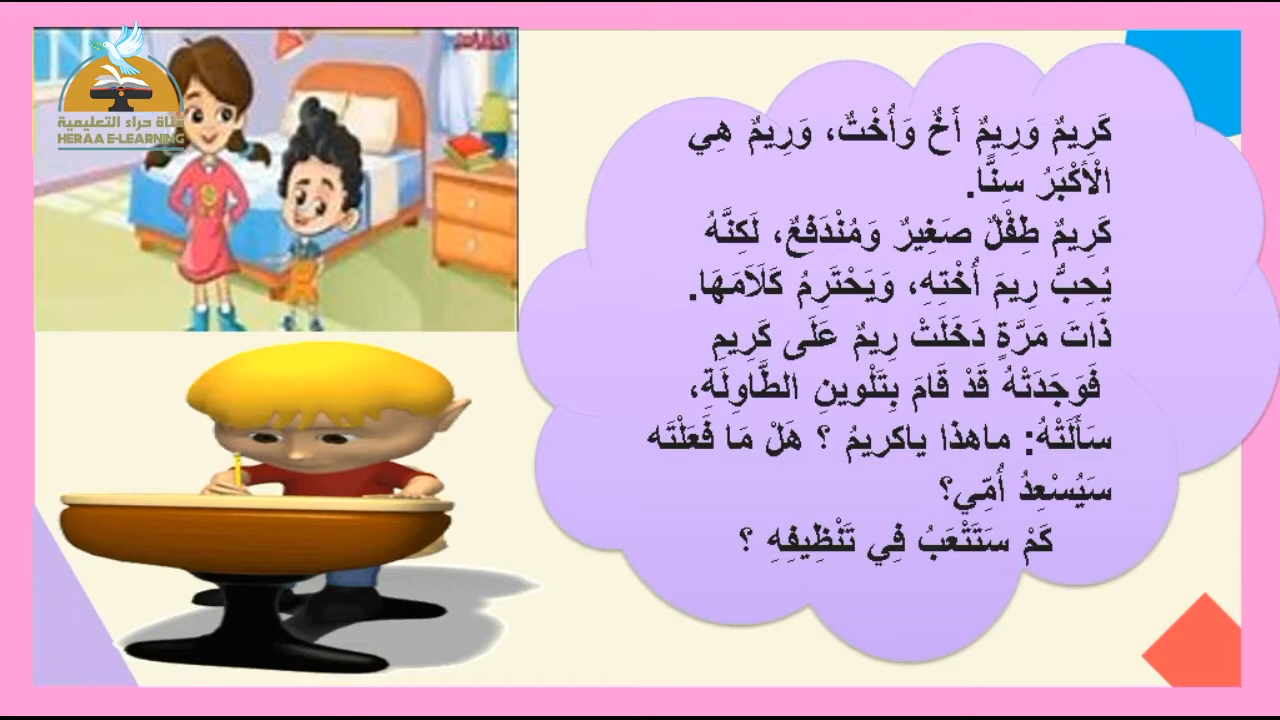 قناة حراء التعليمية
HERAA E-LEARNING
كَرِيمٌ وَرِيمٌ أَخٌ وَأُخْتٌ، وَرِيمٌ هِي
الْأَكْبَرُ سِنًّا.
كَرِيمٌ طِفْلٌ صَغِيرٌ وَمُنْدَفِعٌ، لَكِنَّهُ
يُحِبُّ رِيمَ أُخْتِهِ، وَيَحْتَرِمُ كَلَامَهَا.
ذَاتَ مَرَّةٍ دَخَلَتْ رِيمٌ عَلَى كَرِيمٍ
فَوَجَدَتْهُ قَدْ قَامَ بِتَلْوينِ الطَّاوِلَةِ،
سَأَلَتْهُ: ماهذا ياكريمُ ؟ هَلْ مَا فَعَلْتَه
سَيُسْعِدُ أُمِّي؟
كَمْ سَتَتْعَبُ فِي تَنْظِيفِهِ ؟